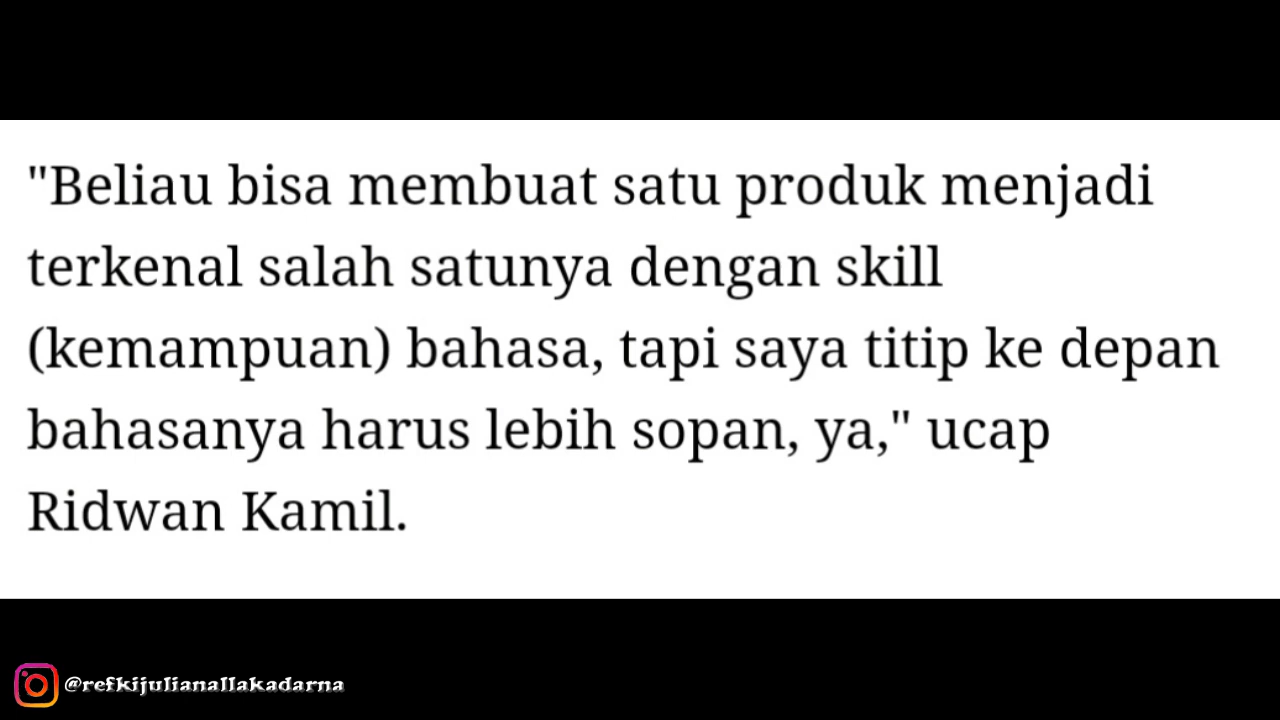 "Beliau bisa membuat satu produk menjadi
terkenal salah satunya dengan skill
(kemampuan) bahasa, tapi saya titip ke depan
bahasanya harus lebih sopan, ya," ucap
Ridwan Kamil.
@refkijulianallakadarna